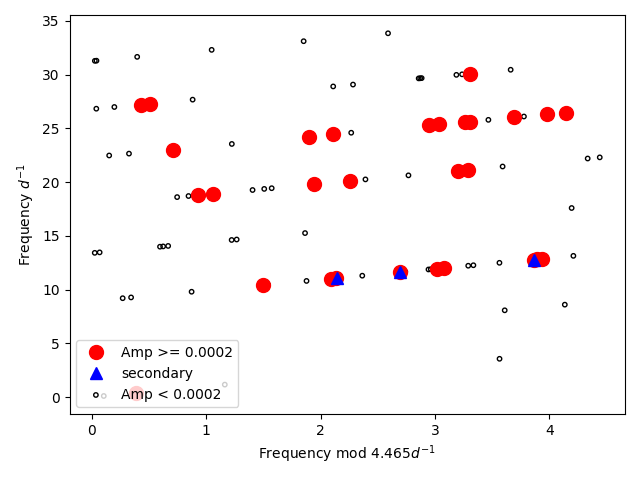 35
30
25
20
15
10
5
0
Frequency d⁻¹
Amp >= 0.0002
secondary
Amp < 0.0002
0 1 2 3 4
Frequency mod 4.465d⁻¹